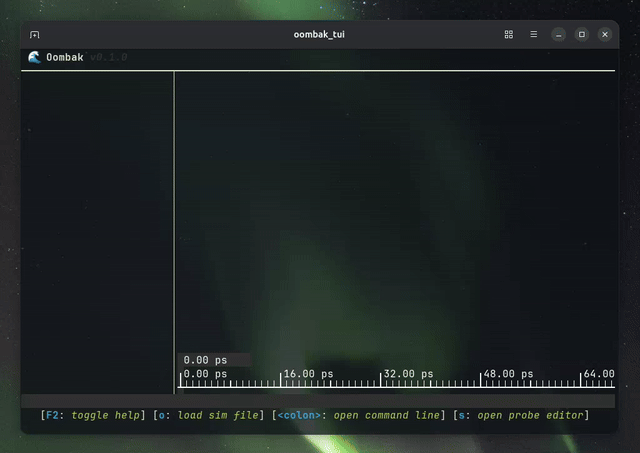 oombak_tui
🌊 Oombak v0.1.0
0.00 ps
0.00 ps 16.00 ps 32.00 ps 48.00 ps 64.00
[F2: toggle help] [o: load sim file] [<colon>: open command line] [s: open probe editor]